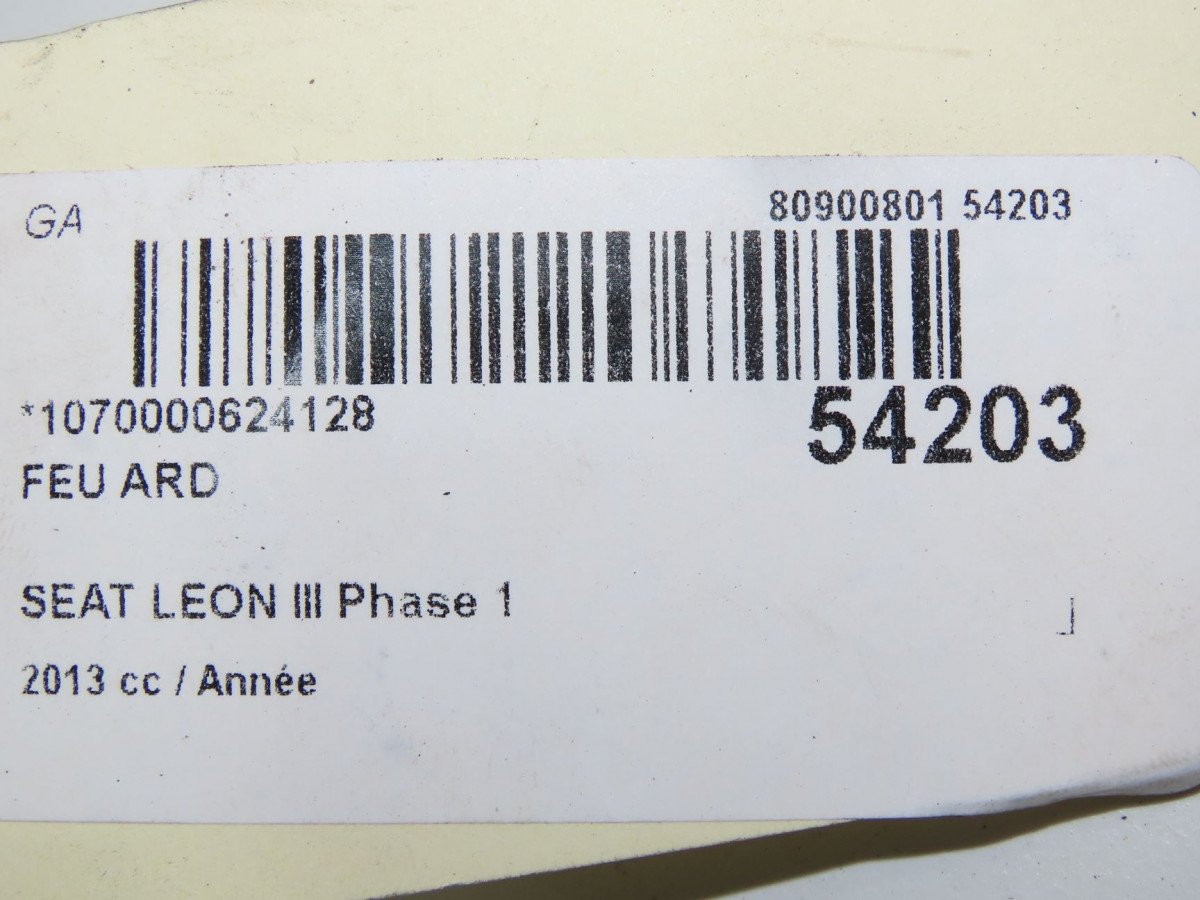 GA
80900801 54203
*1070000624128
54203
FEU ARD
SEAT LEON III Phase 1
2013 cc / Année